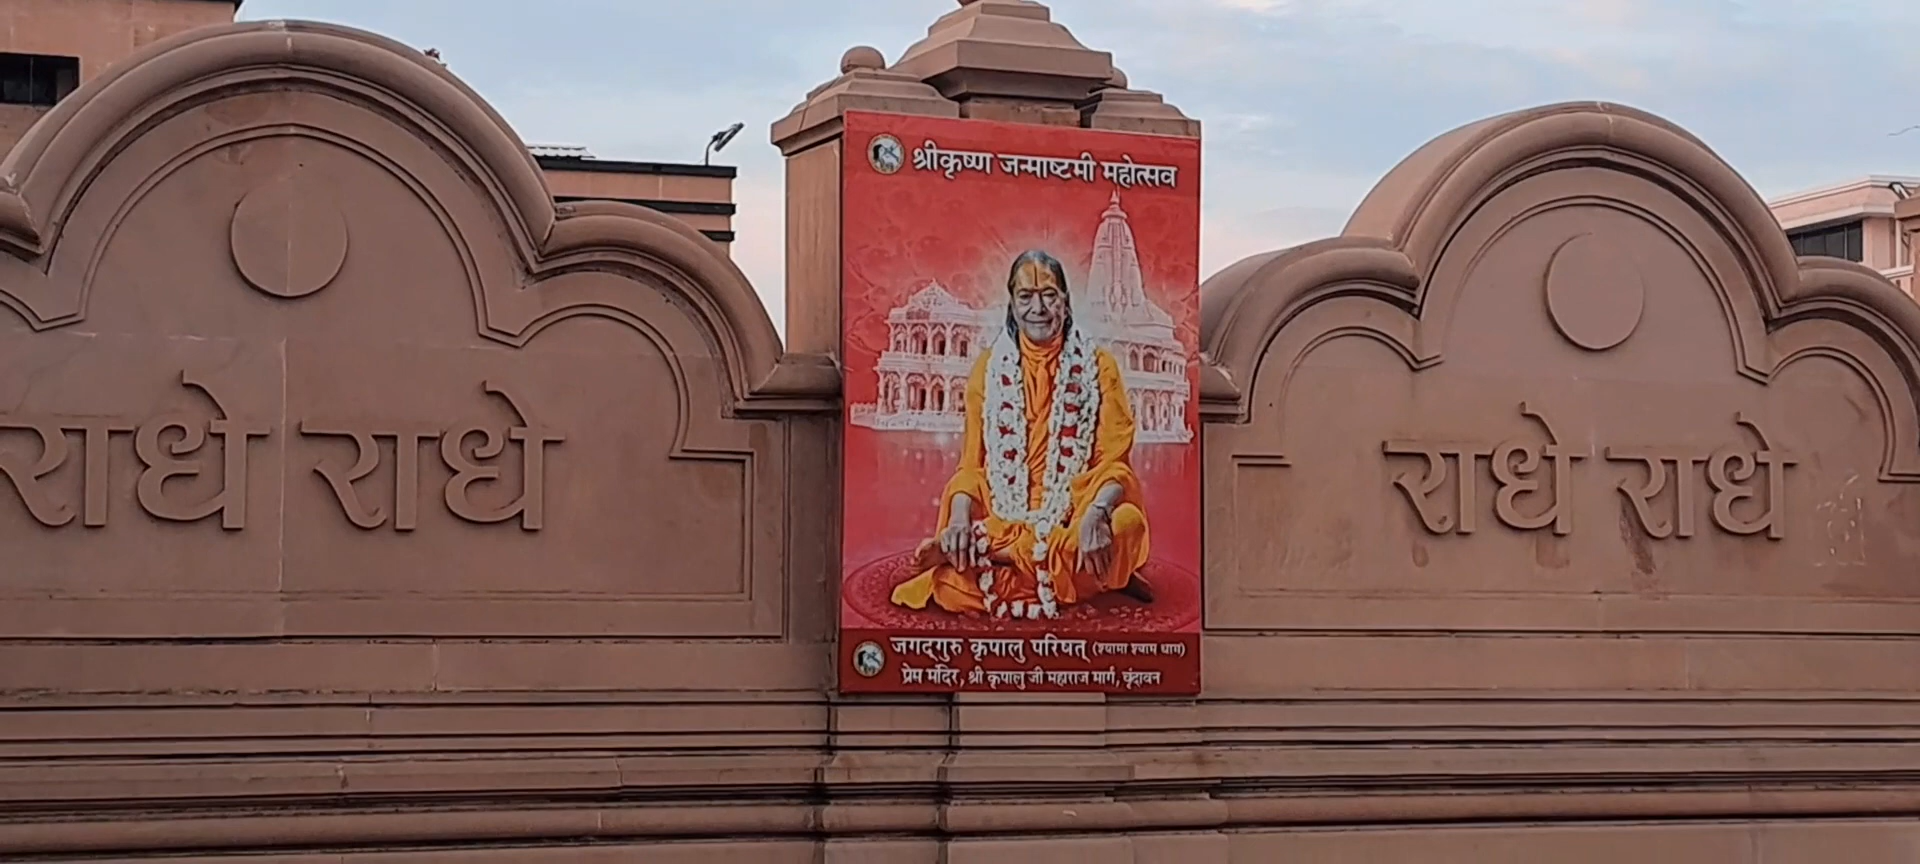 श्रीकृष्ण जन्माष्टमी महोत्सव
राधे राधे
राधे राधे
जगद्गुरु कृपालु परिषत् (श्यामा श्याम धाम)
प्रेम मंदिर, श्री कृपालु जी महाराज मार्ग, वृंदावन